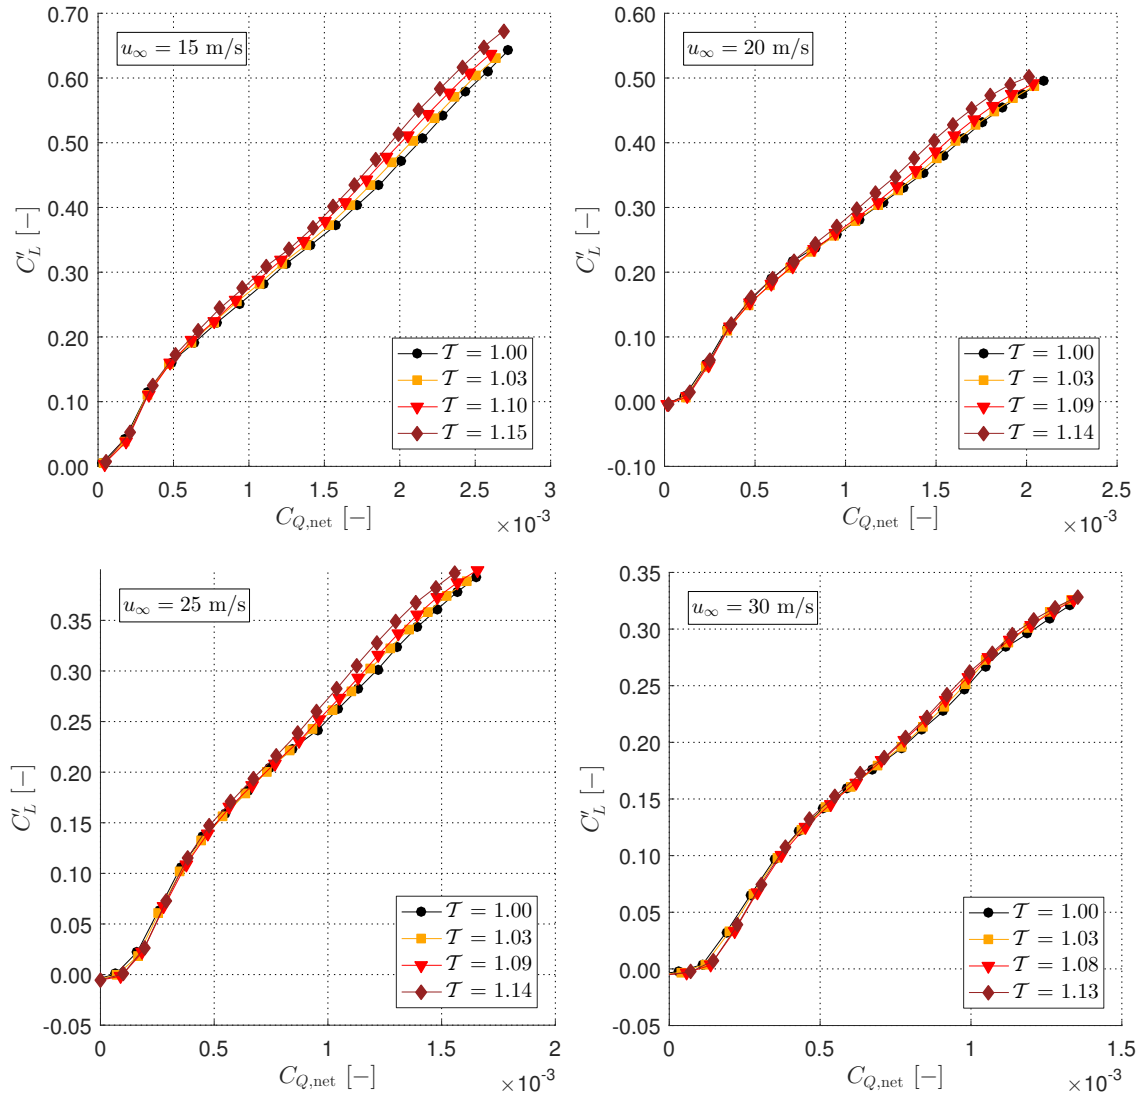 u∞ = 15 m/s
0.70
0.60
0.50
0.40
0.30
0.20
0.10
0.00
C′L [−]
0
0.5
1
1.5
2
2.5
3
CQ,net [−]
×10-3
T = 1.00
T = 1.03
T = 1.10
T = 1.15
u∞ = 20 m/s
0.60
0.50
0.40
0.30
0.20
0.10
0.00
-0.10
C′L [−]
0
0.5
1
1.5
2
2.5
CQ,net [−]
×10-3
T = 1.00
T = 1.03
T = 1.09
T = 1.14
u∞ = 25 m/s
0.35
0.30
0.25
0.20
0.15
0.10
0.05
0.00
-0.05
C′L [−]
0
0.5
1
1.5
2
CQ,net [−]
×10-3
T = 1.00
T = 1.03
T = 1.09
T = 1.14
u∞ = 30 m/s
0.35
0.30
0.25
0.20
0.15
0.10
0.05
0.00
-0.05
C′L [−]
0
0.5
1
1.5
CQ,net [−]
×10-3
T = 1.00
T = 1.03
T = 1.08
T = 1.13